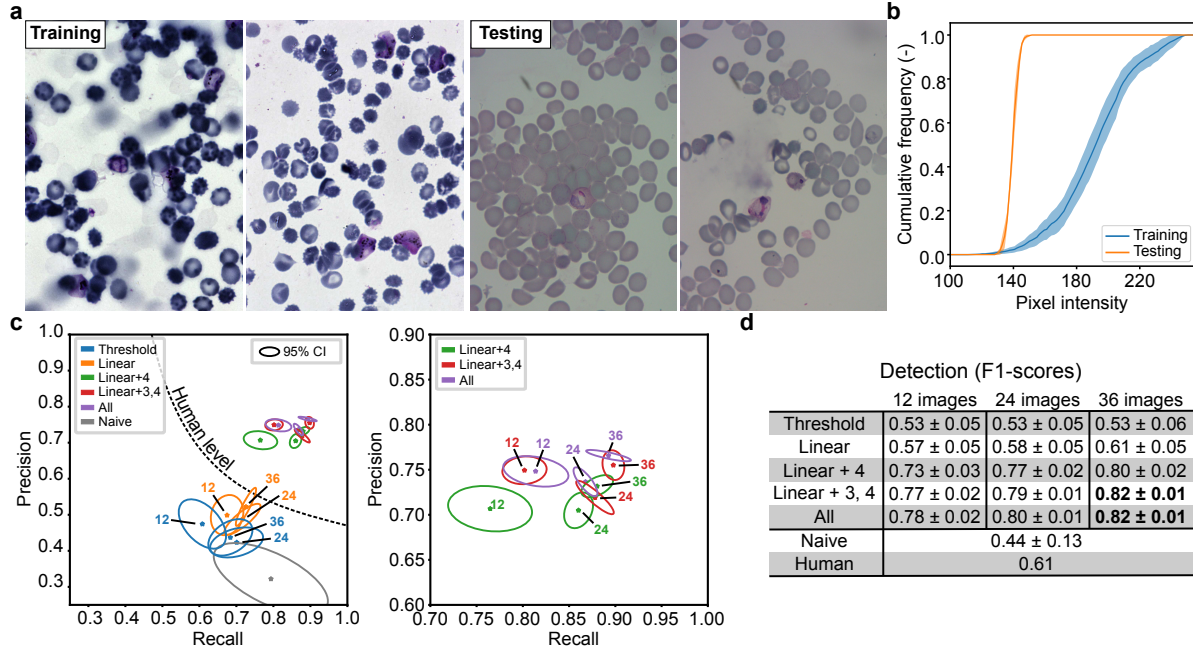 a
Training
Testing
b
Cumulative frequency (-)
1.0
0.8
0.6
0.4
0.2
0.0
100 140 180 220
Pixel intensity
Training
Testing
c
Precision
1.0
0.9
0.8
0.7
0.6
0.5
0.4
0.3
0.3 0.4 0.5 0.6 0.7 0.8 0.9 1.0
Recall
Threshold
Linear
Linear+4
Linear+3,4
All
Naive
95% CI
Human level
12
36
24
12
36
24
Precision
0.90
0.85
0.80
0.75
0.70
0.65
0.60
0.70 0.75 0.80 0.85 0.90 0.95 1.00
Recall
Linear+4
Linear+3,4
All
12
12
36
24
36
36
24
12
24
d
Detection (F1-scores)
12 images 24 images 36 images
Threshold 0.53 ± 0.05 0.53 ± 0.05 0.53 ± 0.06
Linear 0.57 ± 0.05 0.58 ± 0.05 0.61 ± 0.05
Linear + 4 0.73 ± 0.03 0.77 ± 0.02 0.80 ± 0.02
Linear + 3, 4 0.77 ± 0.02 0.79 ± 0.01 0.82 ± 0.01
All 0.78 ± 0.02 0.80 ± 0.01 0.82 ± 0.01
Naive 0.44 ± 0.13
Human 0.61